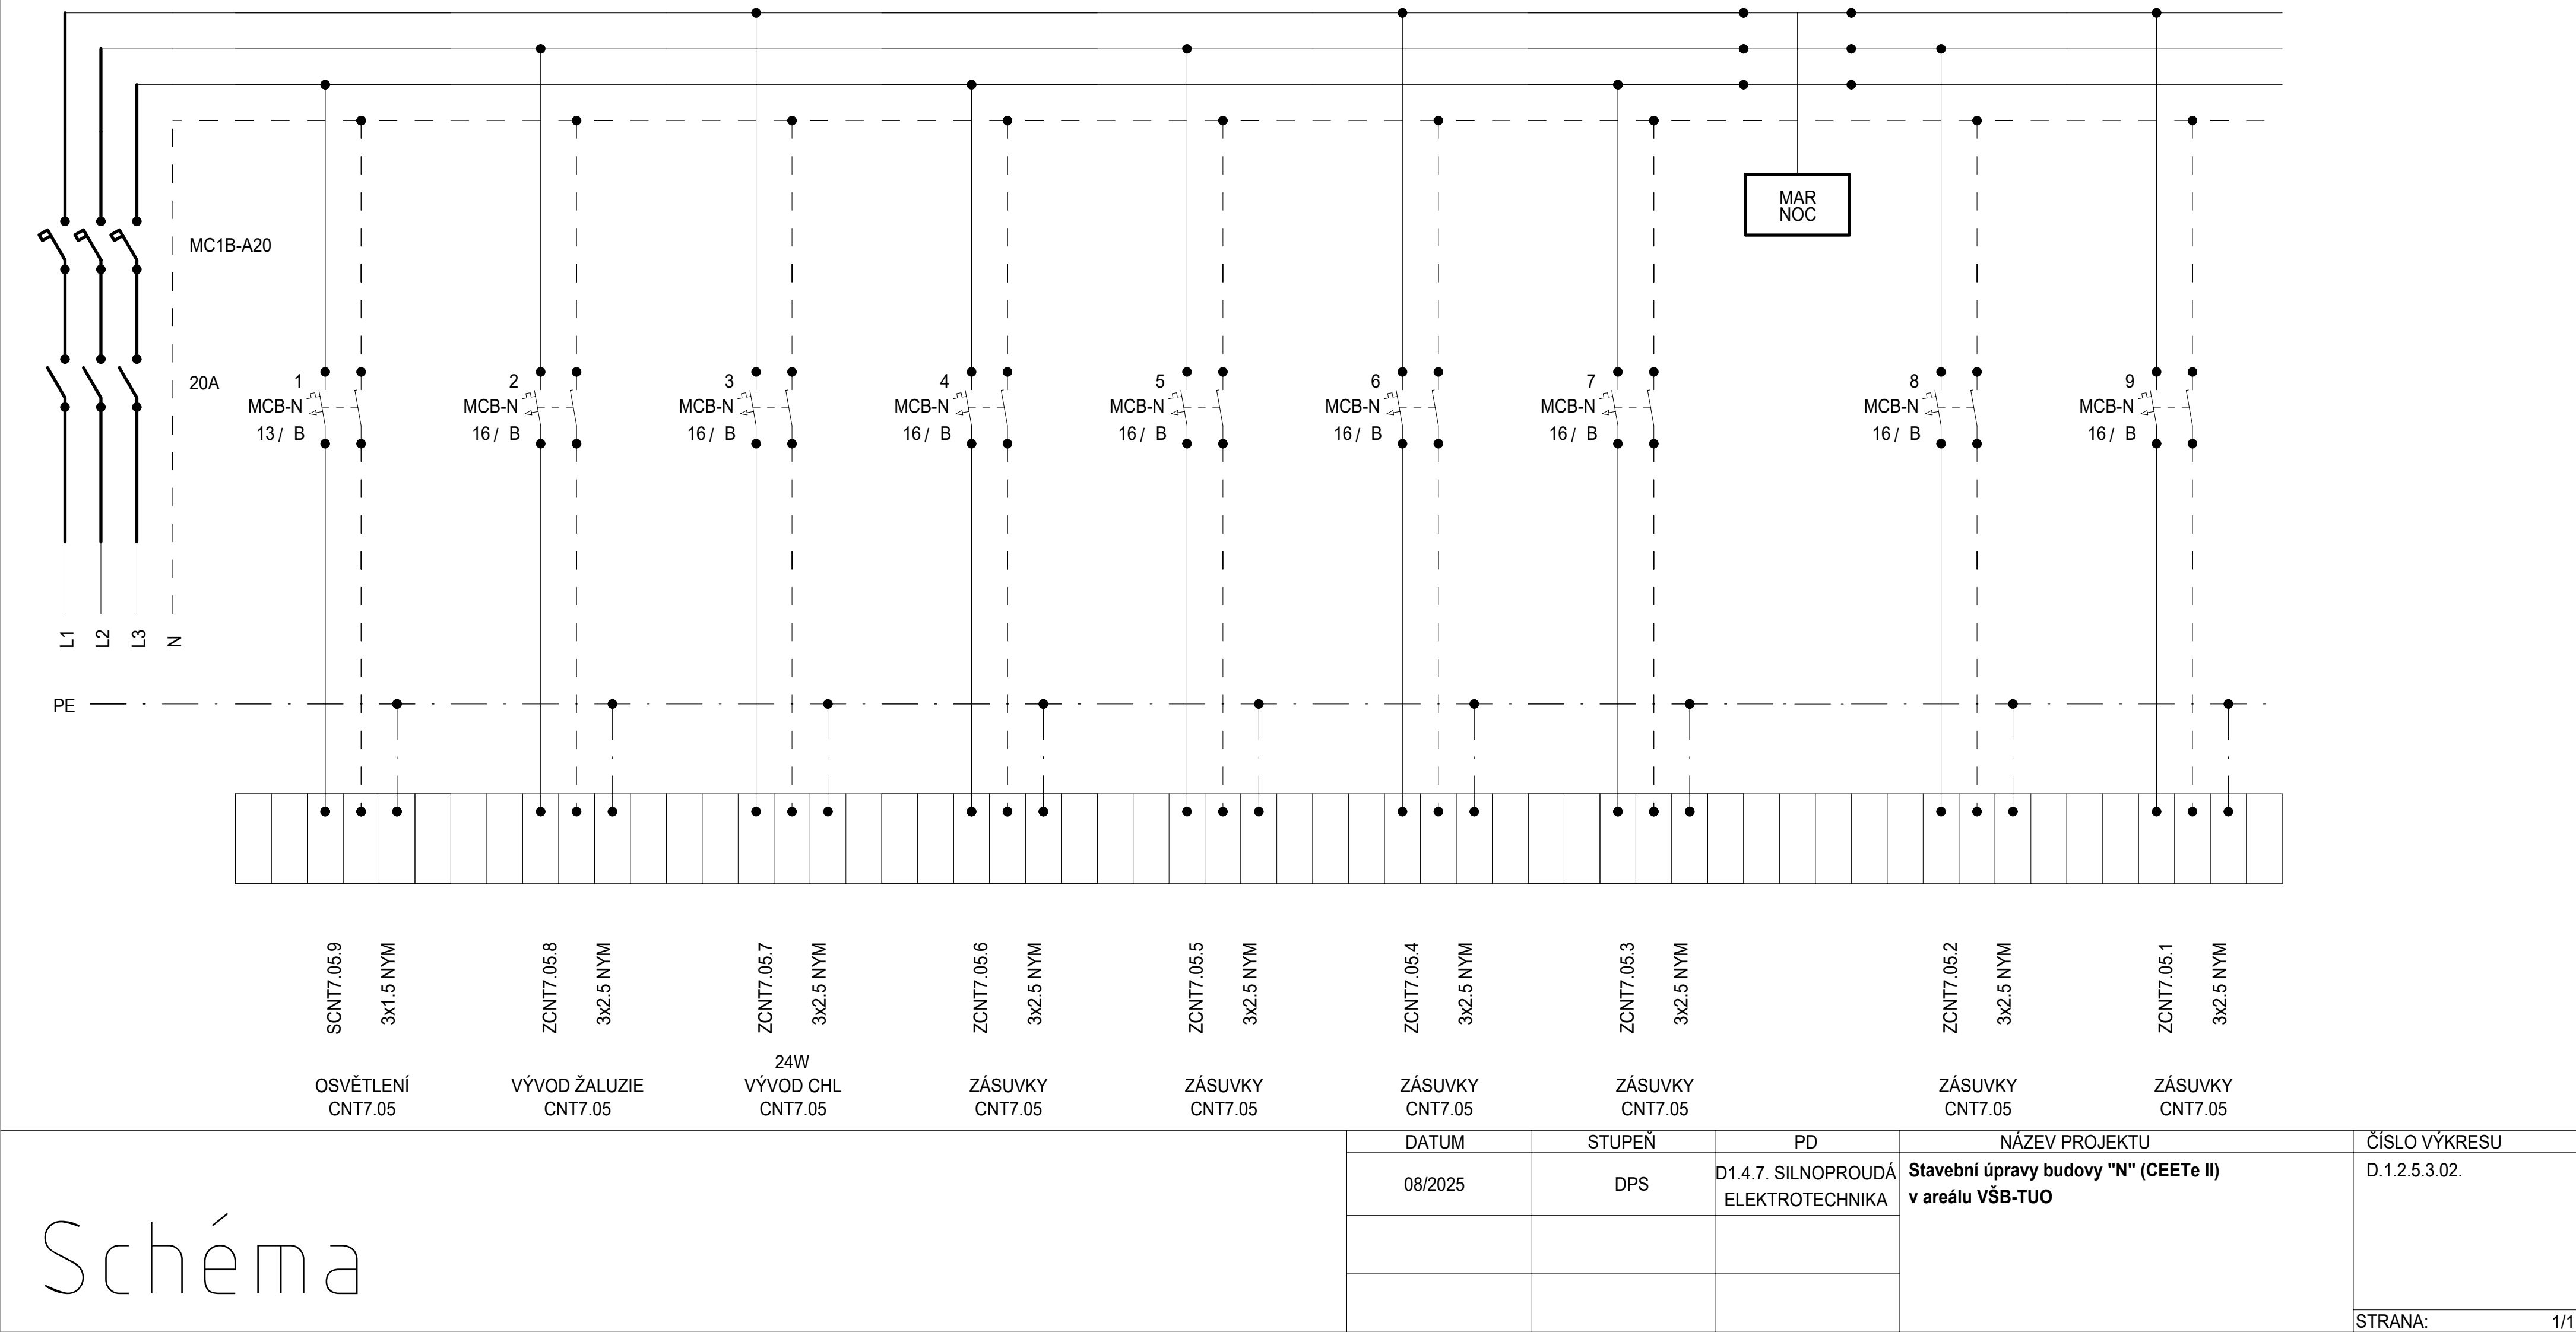 MAR
NOC
MC1B-A20
20A
1
MCB-N
13 / B
2
MCB-N
16 / B
3
MCB-N
16 / B
4
MCB-N
16 / B
5
MCB-N
16 / B
6
MCB-N
16 / B
7
MCB-N
16 / B
8
MCB-N
16 / B
9
MCB-N
16 / B
L1
L2
L3
N
PE
SCNT7.05.9
3x1.5 NYM
ZCNT7.05.8
3x2.5 NYM
ZCNT7.05.7
3x2.5 NYM
ZCNT7.05.6
3x2.5 NYM
ZCNT7.05.5
3x2.5 NYM
ZCNT7.05.4
3x2.5 NYM
ZCNT7.05.3
3x2.5 NYM
ZCNT7.05.2
3x2.5 NYM
ZCNT7.05.1
3x2.5 NYM
OSVĚTLENÍ
CNT7.05
VÝVOD ŽALUZIE
CNT7.05
24W
VÝVOD CHL
CNT7.05
ZÁSUVKY
CNT7.05
ZÁSUVKY
CNT7.05
ZÁSUVKY
CNT7.05
ZÁSUVKY
CNT7.05
ZÁSUVKY
CNT7.05
ZÁSUVKY
CNT7.05
Schéma
DATUM
08/2025
STUPEŇ
DPS
PD
D1.4.7. SILNOPROUDÁ
ELEKTROTECHNIKA
NÁZEV PROJEKTU
Stavební úpravy budovy "N" (CEETe II)
v areálu VŠB-TUO
ČÍSLO VÝKRESU
D.1.2.5.3.02.
STRANA: 1/1